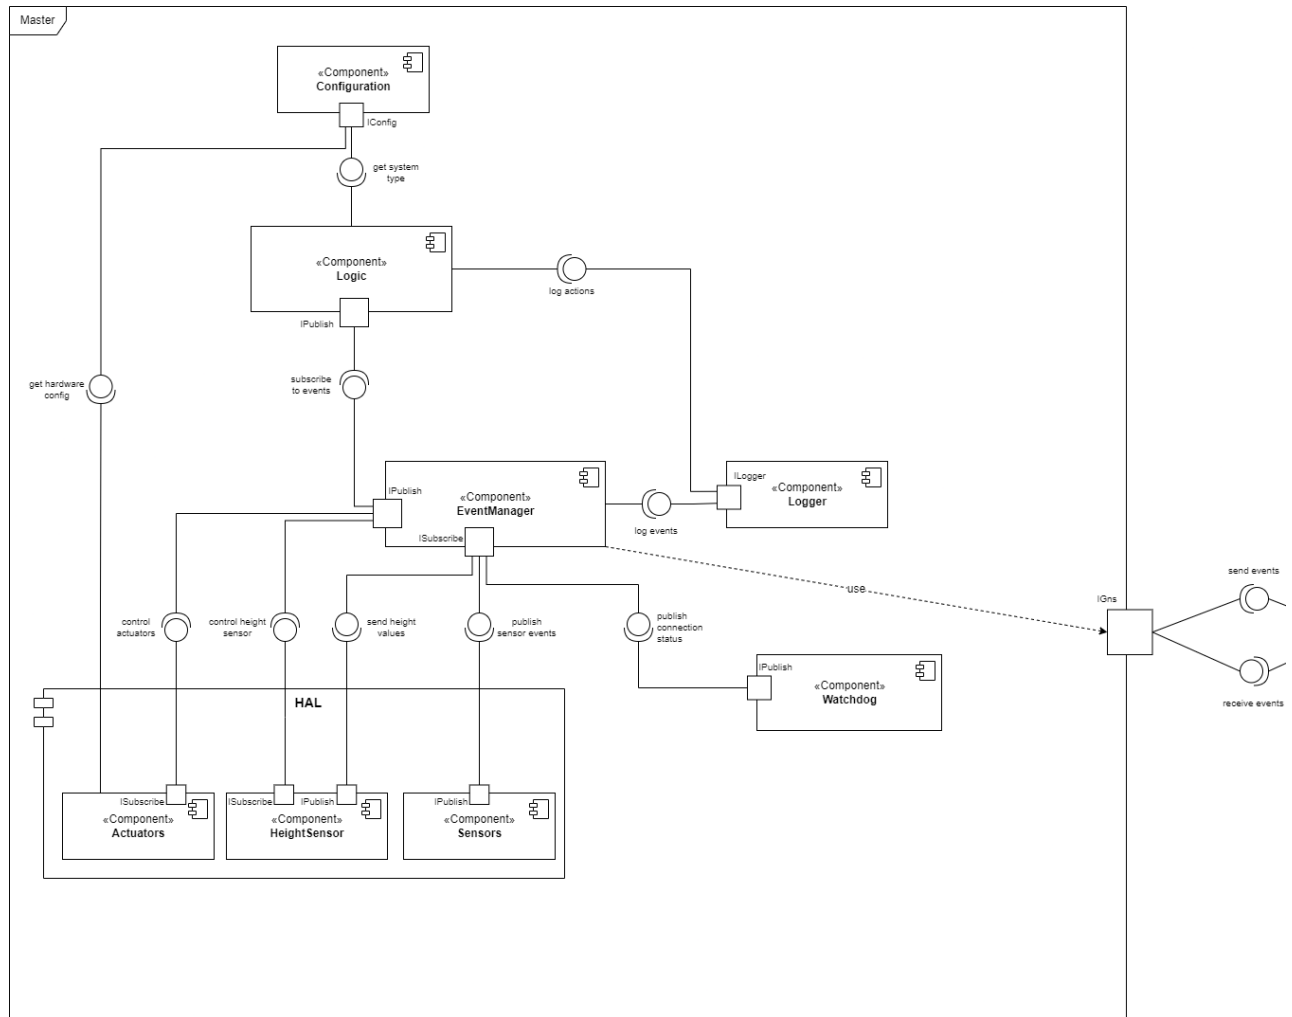 Master
«Component»
Configuration
IConfig
get system
type
«Component»
Logic
log actions
IPublish
get hardware
config
subscribe
to events
IPublish
«Component»
EventManager
ISubscribe
log events
ILogger
«Component»
Logger
use
IGns
send events
receive events
control
actuators
control height
sensor
send height
values
publish
sensor events
publish
connection
status
IPublish
«Component»
Watchdog
HAL
ISubscribe
«Component»
Actuators
ISubscribe
IPublish
«Component»
HeightSensor
IPublish
«Component»
Sensors